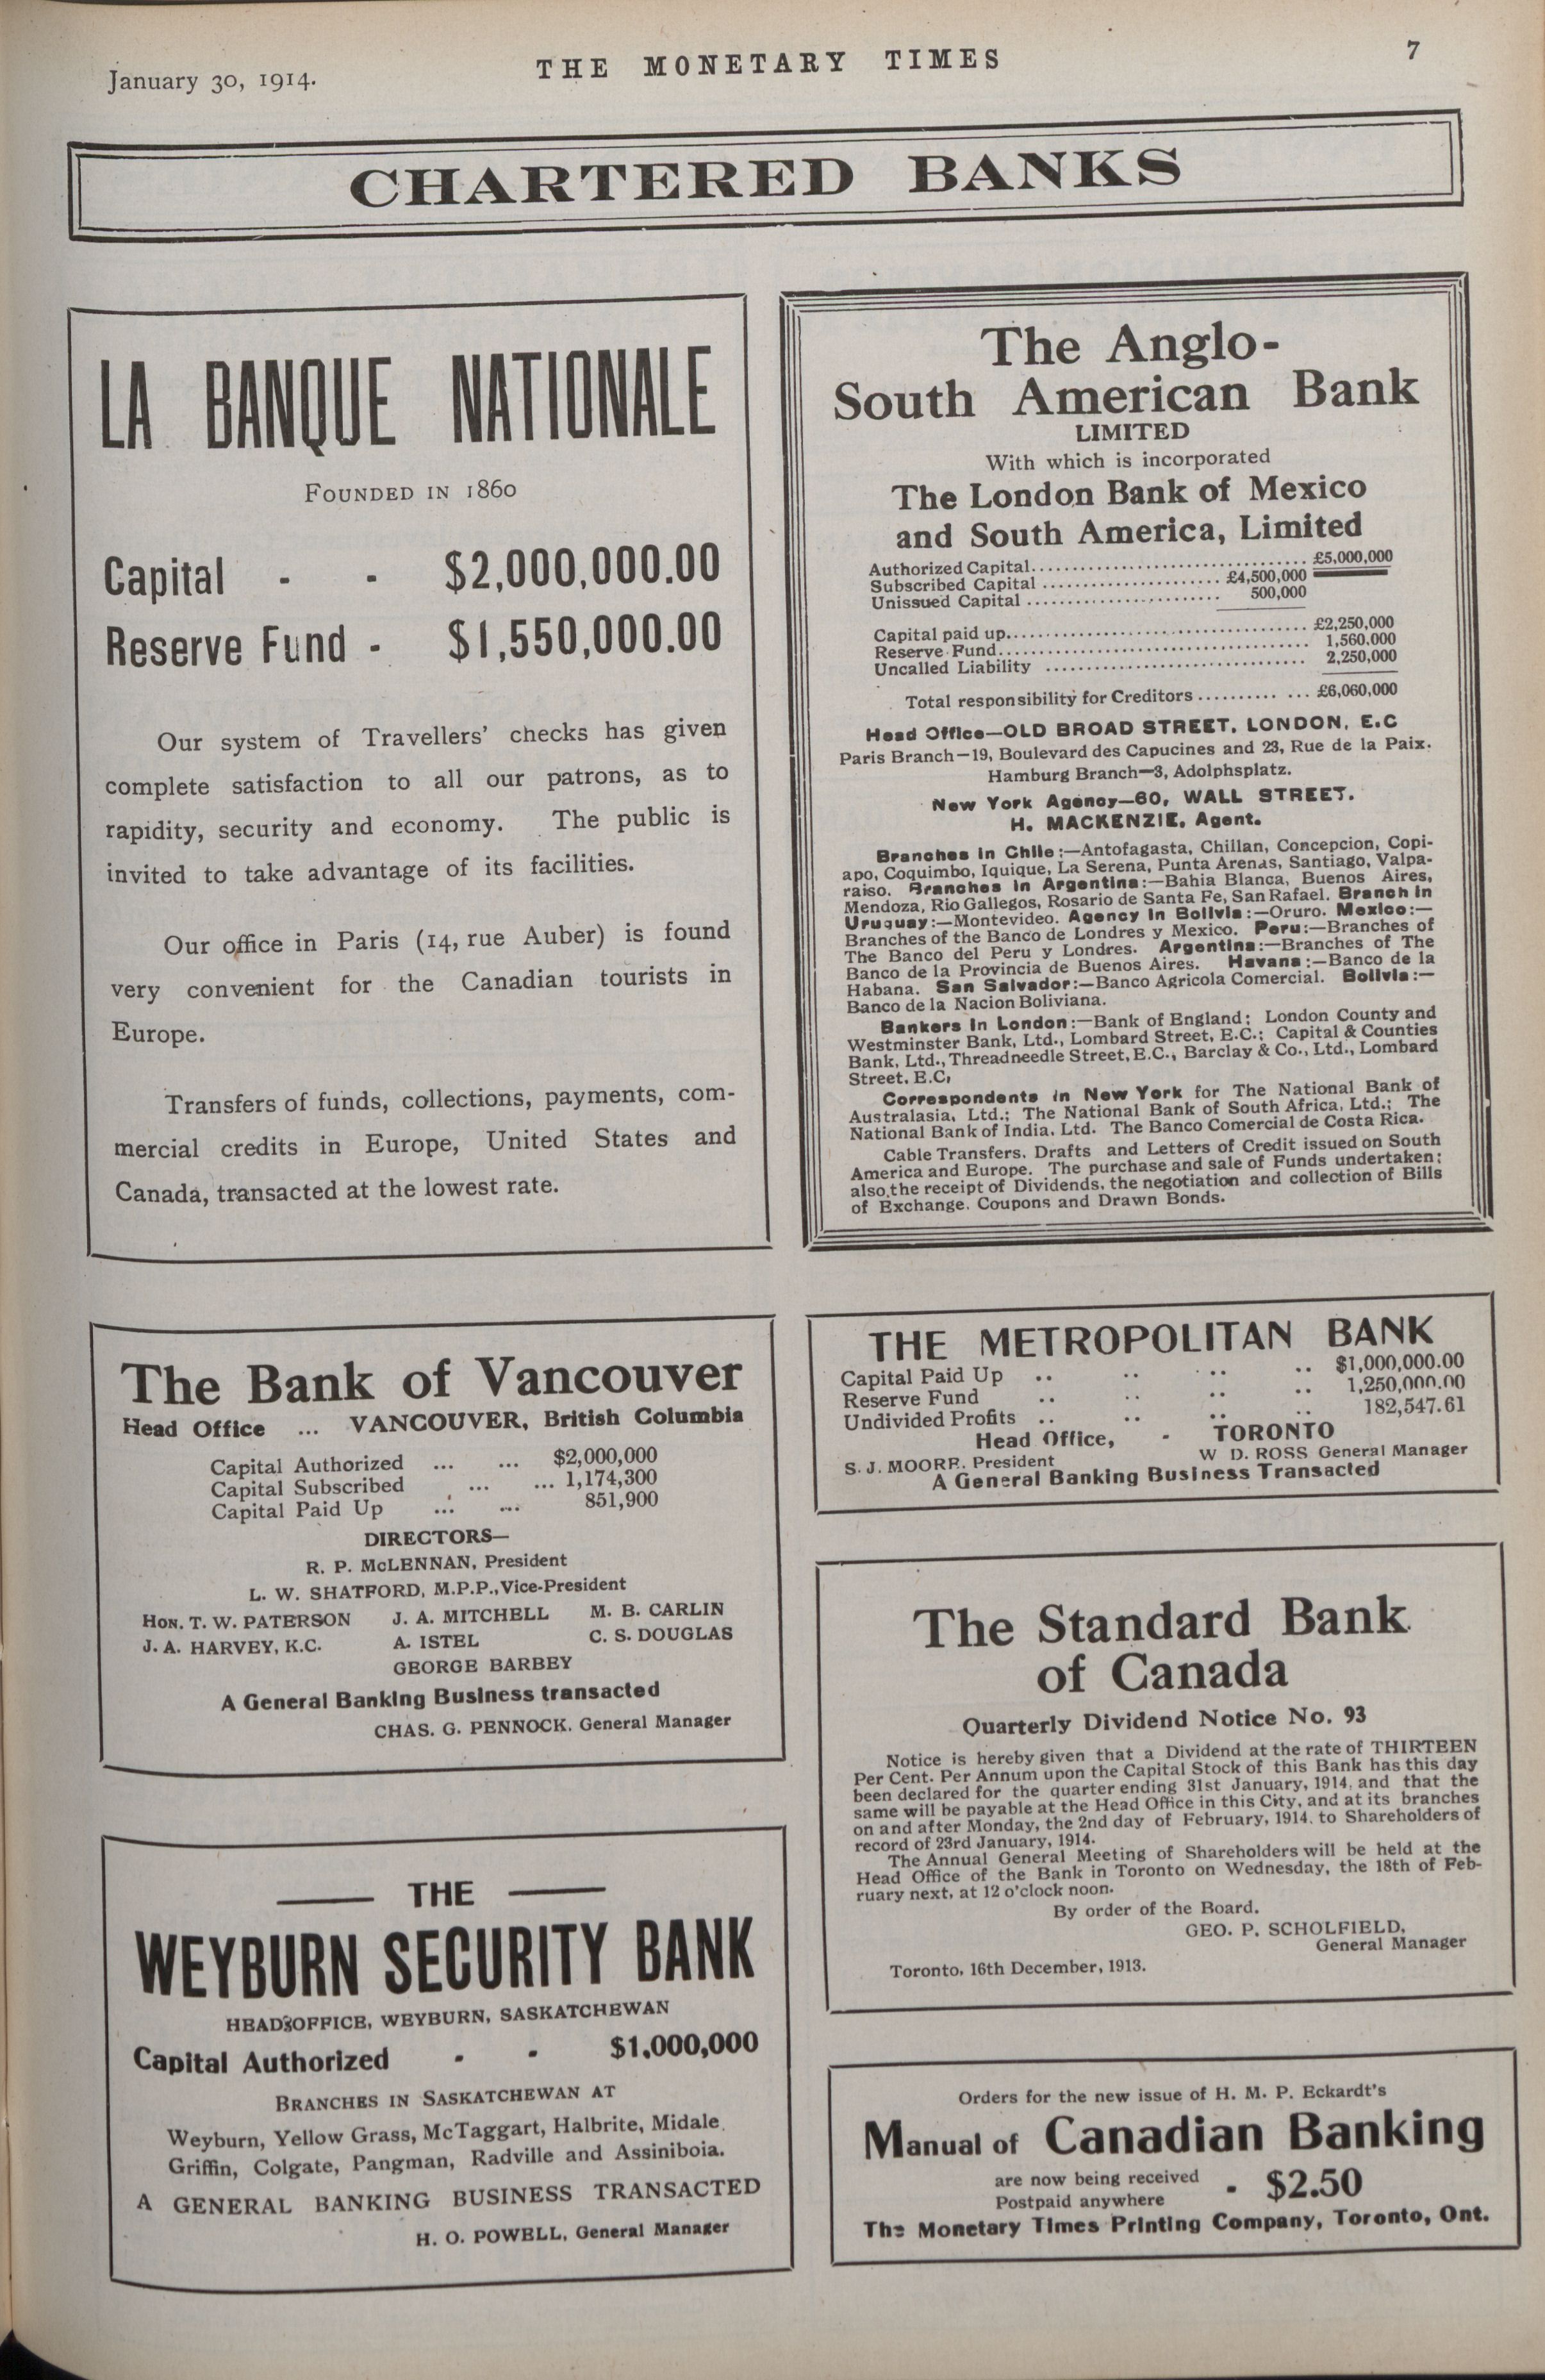 January 30, 1914.
THE MONETARY TIMES
7
CHARTERED BANKS
LA BANQUE NATIONALE
FOUNDED IN 1860
Capital - - $2,000,000.00
Reserve Fund - $1,550,000.00
Our system of Travellers' checks has given
complete satisfaction to all our patrons, as to
rapidity, security and economy. The public is
invited to take advantage of its facilities.
Our office in Paris (14, rue Auber) is found
very convenient for the Canadian tourists in
Europe.
Transfers of funds, collections, payments, com-
mercial credits in Europe, United States and
Canada, transacted at the lowest rate.
The Anglo-
South American Bank
LIMITED
With which is incorporated
The London Bank of Mexico
and South America, Limited
Authorized Capital................................... £5,000,000
Subscribed Capital ....................... £4,500,000
Unissued Capital ......................... 500,000
Capital paid up...................................... £2,250,000
Reserve Fund....................................... 1,560,000
Uncalled Liability ................................. 2,250,000
Total responsibility for Creditors.......... ... £6,060,000
Head Office—OLD BROAD STREET, LONDON, E.C
Paris Branch—19, Boulevard des Capucines and 23, Rue de la Paix.
Hamburg Branch—3, Adolphsplatz.
New York Agency—60, WALL STREET.
H. MACKENZIE, Agent.
Branches in Chile:—Antofagasta, Chillan, Concepcion, Copi-
apo, Coquimbo, Iquique, La Serena, Punta Arenas, Santiago, Valpa-
raiso. Branches in Argentina:—Bahia Blanca, Buenos Aires,
Mendoza, Rio Gallegos, Rosario de Santa Fe, San Rafael. Branch in
Uruguay:—Montevideo. Agency in Bolivia:—Oruro. Mexico:—
Branches of the Banco de Londres y Mexico. Peru:—Branches of
The Banco del Peru y Londres. Argentina:—Branches of The
Banco de la Provincia de Buenos Aires. Havana:—Banco de la
Habana. San Salvador:—Banco Agricola Comercial. Bolivia:—
Banco de la Nacion Boliviana.
Bankers in London:—Bank of England; London County and
Westminster Bank, Ltd., Lombard Street, E.C.; Capital & Counties
Bank, Ltd., Threadneedle Street, E.C., Barclay & Co., Ltd., Lombard
Street, E.C,
Correspondents in New York for The National Bank of
Australasia, Ltd.; The National Bank of South Africa, Ltd.; The
National Bank of India, Ltd. The Banco Comercial de Costa Rica.
Cable Transfers, Drafts and Letters of Credit issued on South
America and Europe. The purchase and sale of Funds undertaken;
also the receipt of Dividends, the negotiation and collection of Bills
of Exchange, Coupons and Drawn Bonds.
The Bank of Vancouver
Head Office ... VANCOUVER, British Columbia
Capital Authorized ... ... $2,000,000
Capital Subscribed ... ... 1,174,300
Capital Paid Up ... ... 851,900
DIRECTORS—
R. P. McLENNAN, President
L. W. SHATFORD, M.P.P., Vice-President
HON. T. W. PATERSON J. A. MITCHELL M. B. CARLIN
J. A. HARVEY, K.C. A. ISTEL C. S. DOUGLAS
GEORGE BARBEY
A General Banking Business transacted
CHAS. G. PENNOCK, General Manager
THE METROPOLITAN BANK
Capital Paid Up .. .. .. .. $1,000,000.00
Reserve Fund .. .. .. .. 1,250,000.00
Undivided Profits .. .. .. .. 182,547.61
Head Office, - TORONTO
S. J. MOORE, President W D. ROSS General Manager
A General Banking Business Transacted
The Standard Bank
of Canada
Quarterly Dividend Notice No. 93
Notice is hereby given that a Dividend at the rate of THIRTEEN
Per Cent. Per Annum upon the Capital Stock of this Bank has this day
been declared for the quarter ending 31st January, 1914, and that the
same will be payable at the Head Office in this City, and at its branches
on and after Monday, the 2nd day of February, 1914, to Shareholders of
record of 23rd January, 1914.
The Annual General Meeting of Shareholders will be held at the
Head Office of the Bank in Toronto on Wednesday, the 18th of Feb-
ruary next, at 12 o'clock noon.
By order of the Board.
GEO. P. SCHOLFIELD,
General Manager
Toronto, 16th December, 1913.
THE
WEYBURN SECURITY BANK
HEAD OFFICE, WEYBURN, SASKATCHEWAN
Capital Authorized - - $1,000,000
BRANCHES IN SASKATCHEWAN AT
Weyburn, Yellow Grass, McTaggart, Halbrite, Midale,
Griffin, Colgate, Pangman, Radville and Assiniboia.
A GENERAL BANKING BUSINESS TRANSACTED
H. O. POWELL, General Manager
Orders for the new issue of H. M. P. Eckardt's
Manual of Canadian Banking
are now being received
Postpaid anywhere - $2.50
The Monetary Times Printing Company, Toronto, Ont.